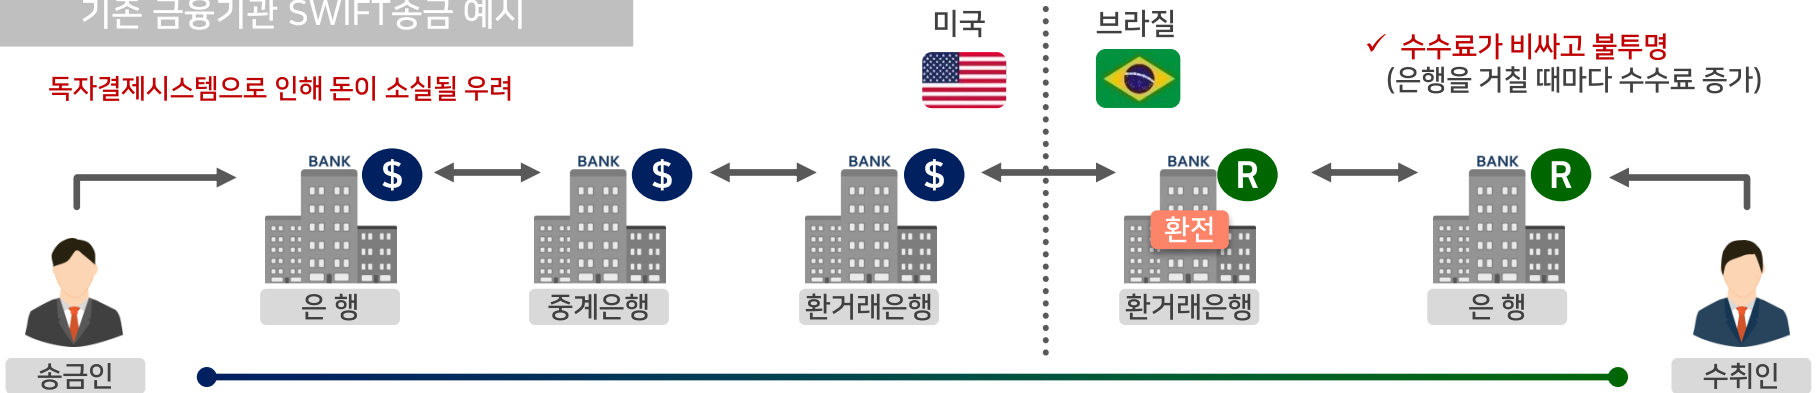 기존 금융기관 SWIFT송금 예시
미국
브라질
✓ 수수료가 비싸고 불투명
(은행을 거칠 때마다 수수료 증가)
독자결제시스템으로 인해 돈이 소실될 우려
BANK $
BANK $
BANK $
BANK R
BANK R
환전
은 행
중계은행
환거래은행
환거래은행
은 행
송금인
수취인